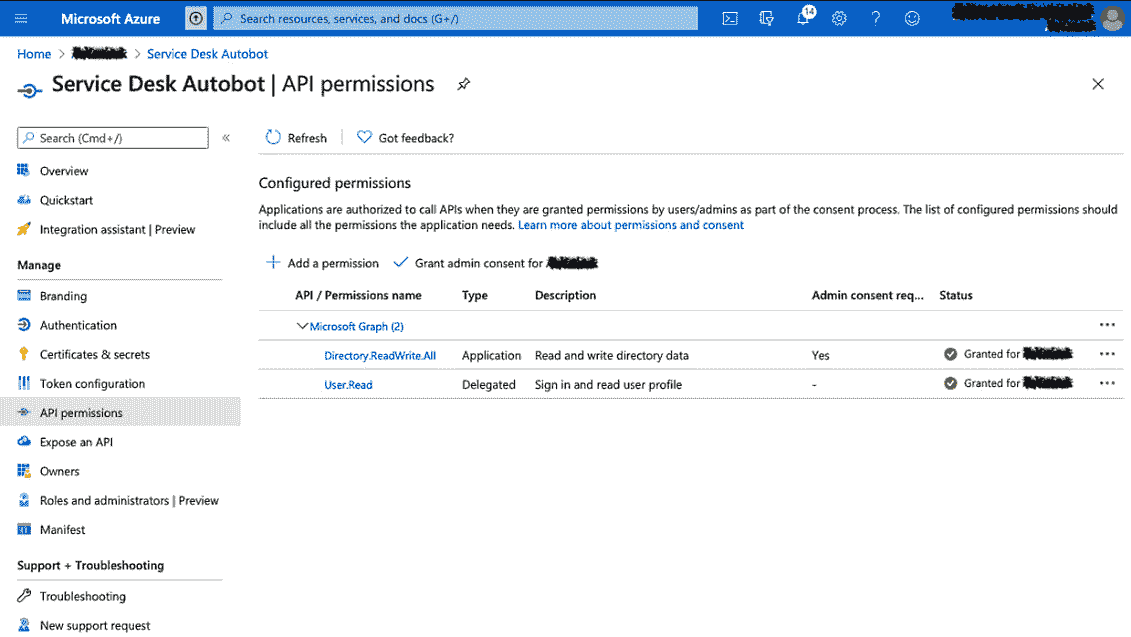 Microsoft Azure
Search resources, services, and docs (G+/)
14
Home > > Service Desk Autobot
Service Desk Autobot | API permissions
Search (Cmd+/)
«
Refresh
Got feedback?
Overview
Quickstart
Integration assistant | Preview
Manage
Branding
Authentication
Certificates & secrets
Token configuration
API permissions
Expose an API
Owners
Roles and administrators | Preview
Manifest
Support + Troubleshooting
Troubleshooting
New support request
Configured permissions
Applications are authorized to call APIs when they are granted permissions by users/admins as part of the consent process. The list of configured permissions should
include all the permissions the application needs. Learn more about permissions and consent
Add a permission Grant admin consent for
API / Permissions name Type Description Admin consent req... Status
Microsoft Graph (2) ...
Directory.ReadWrite.All Application Read and write directory data Yes Granted for ...
User.Read Delegated Sign in and read user profile - Granted for ...